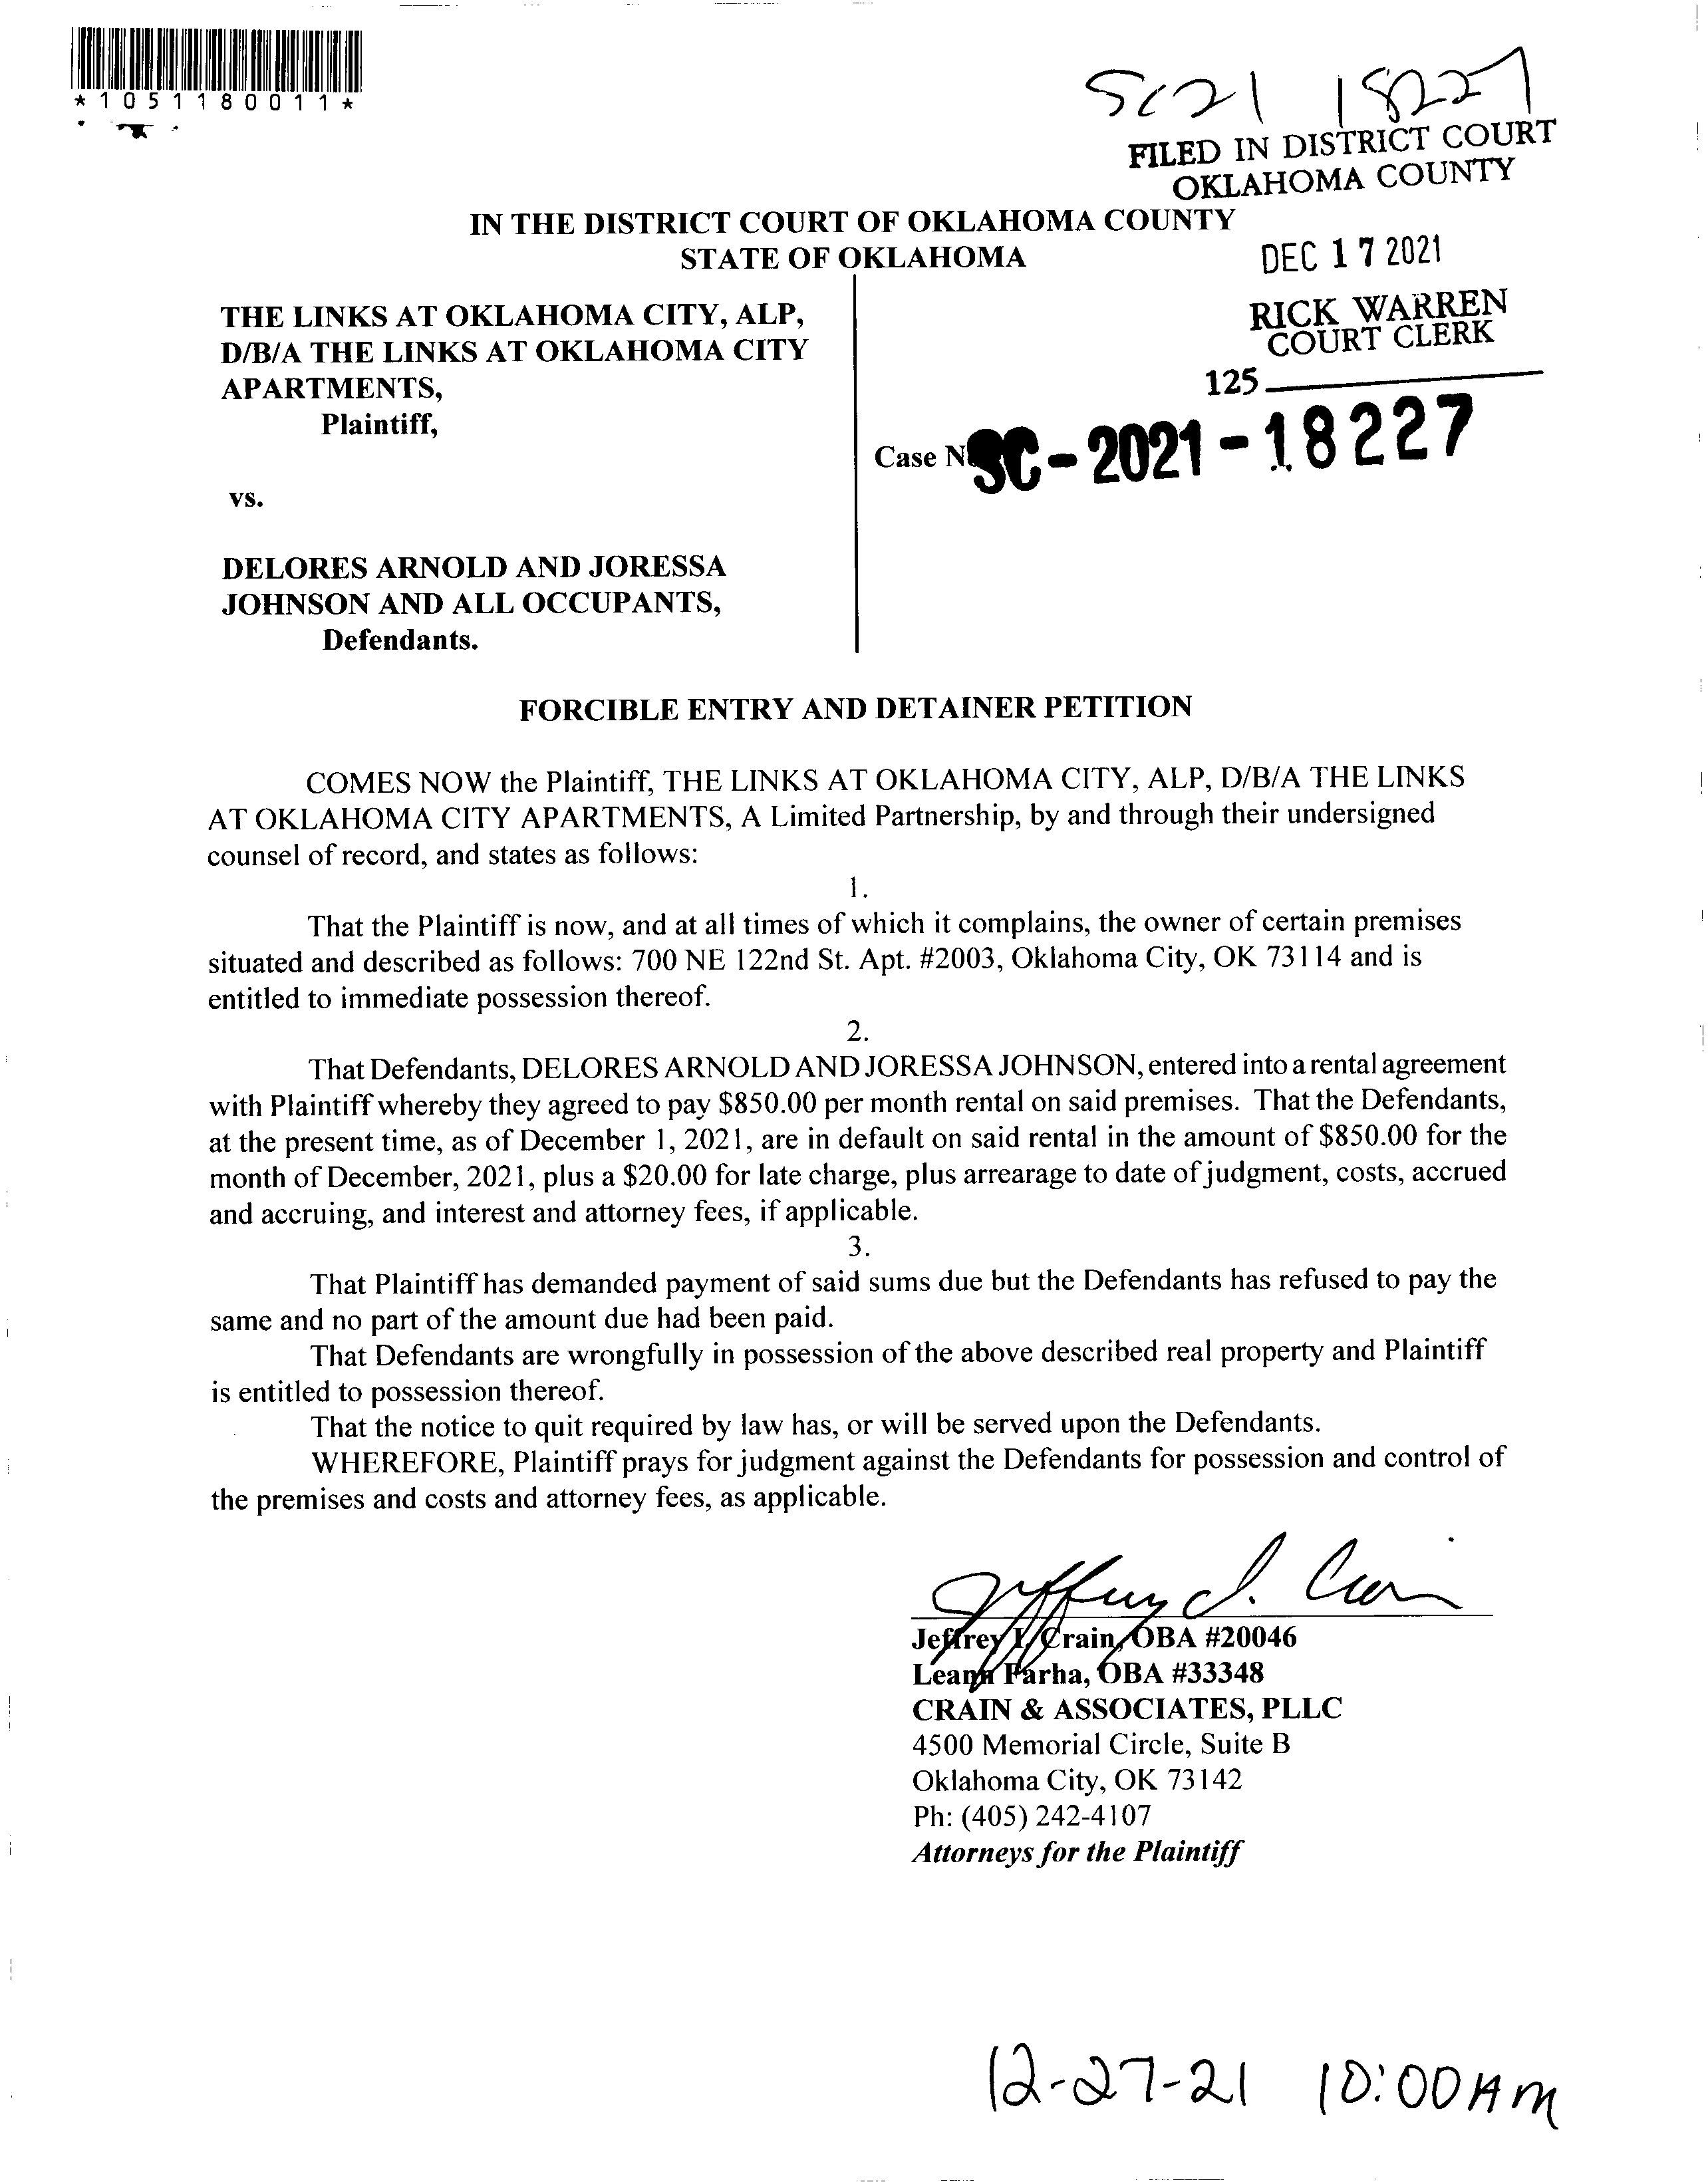 *1051180011*
SC21 18227
FILED IN DISTRICT COURT
OKLAHOMA COUNTY
IN THE DISTRICT COURT OF OKLAHOMA COUNTY
STATE OF OKLAHOMA
DEC 17 2021
RICK WARREN
COURT CLERK
125
THE LINKS AT OKLAHOMA CITY, ALP,
D/B/A THE LINKS AT OKLAHOMA CITY
APARTMENTS,
Plaintiff,
Case No SC-2021-18227
vs.
DELORES ARNOLD AND JORESSA
JOHNSON AND ALL OCCUPANTS,
Defendants.
FORCIBLE ENTRY AND DETAINER PETITION
COMES NOW the Plaintiff, THE LINKS AT OKLAHOMA CITY, ALP, D/B/A THE LINKS
AT OKLAHOMA CITY APARTMENTS, A Limited Partnership, by and through their undersigned
counsel of record, and states as follows:
1.
That the Plaintiff is now, and at all times of which it complains, the owner of certain premises
situated and described as follows: 700 NE 122nd St. Apt. #2003, Oklahoma City, OK 73114 and is
entitled to immediate possession thereof.
2.
That Defendants, DELORES ARNOLD AND JORESSA JOHNSON, entered into a rental agreement
with Plaintiff whereby they agreed to pay $850.00 per month rental on said premises. That the Defendants,
at the present time, as of December 1, 2021, are in default on said rental in the amount of $850.00 for the
month of December, 2021, plus a $20.00 for late charge, plus arrearage to date of judgment, costs, accrued
and accruing, and interest and attorney fees, if applicable.
3.
That Plaintiff has demanded payment of said sums due but the Defendants has refused to pay the
same and no part of the amount due had been paid.
That Defendants are wrongfully in possession of the above described real property and Plaintiff
is entitled to possession thereof.
That the notice to quit required by law has, or will be served upon the Defendants.
WHEREFORE, Plaintiff prays for judgment against the Defendants for possession and control of
the premises and costs and attorney fees, as applicable.
Jeffrey I. Crain
Jeffrey I. Crain, OBA #20046
Leann Farha, OBA #33348
CRAIN & ASSOCIATES, PLLC
4500 Memorial Circle, Suite B
Oklahoma City, OK 73142
Ph: (405) 242-4107
Attorneys for the Plaintiff
12-27-21 10:00AM